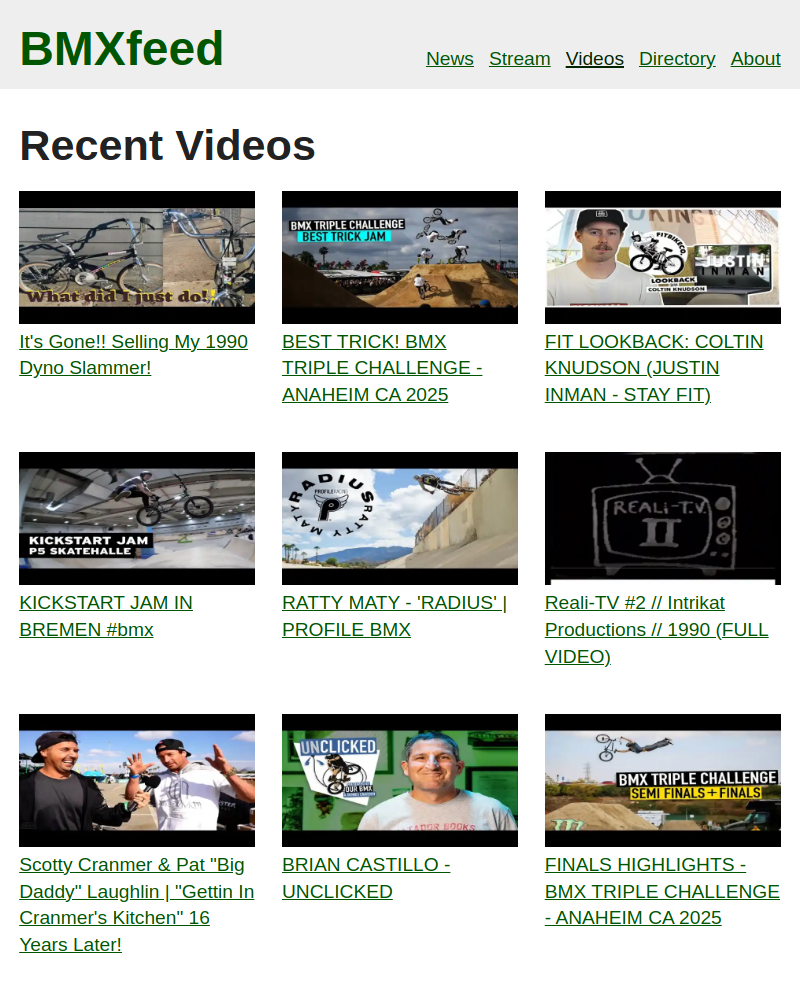 BMXfeed
News Stream Videos Directory About
Recent Videos
What did I just do!!
It's Gone!! Selling My 1990
Dyno Slammer!
BMX TRIPLE CHALLENGE
BEST TRICK JAM
BEST TRICK! BMX
TRIPLE CHALLENGE -
ANAHEIM CA 2025
FITBIKECO
LOOKBACK
COLTIN KNUDSON
JUSTIN
INMAN
FIT LOOKBACK: COLTIN
KNUDSON (JUSTIN
INMAN - STAY FIT)
KICKSTART JAM
P5 SKATEHALLE
KICKSTART JAM IN
BREMEN #bmx
RADIUS
PROFILE
RATTY MATY
RATTY MATY - 'RADIUS' |
PROFILE BMX
REALi-T.V.
II
Reali-TV #2 // Intrikat
Productions // 1990 (FULL
VIDEO)
Scotty Cranmer & Pat "Big
Daddy" Laughlin | "Gettin In
Cranmer's Kitchen" 16
Years Later!
UNCLICKED
OUR BMX
BRIAN CASTILLO -
UNCLICKED
BMX TRIPLE CHALLENGE
SEMI FINALS + FINALS
FINALS HIGHLIGHTS -
BMX TRIPLE CHALLENGE
- ANAHEIM CA 2025